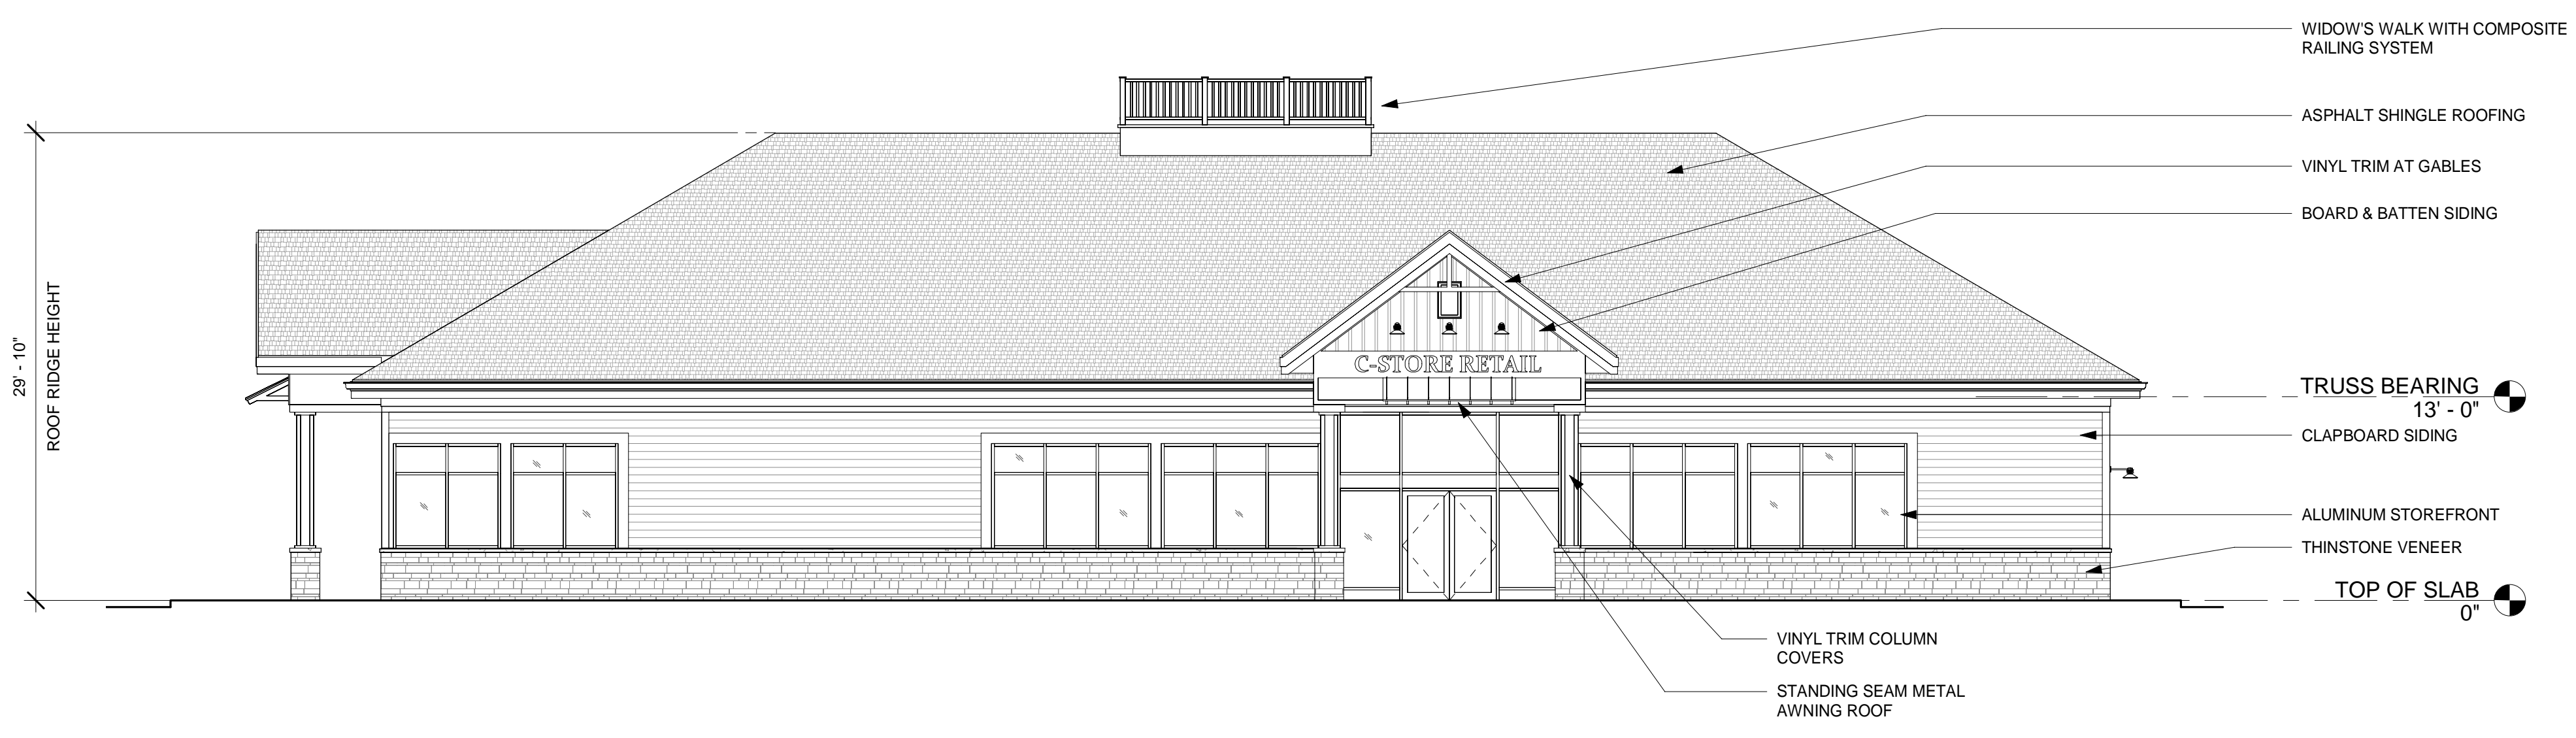 WIDOW'S WALK WITH COMPOSITE
RAILING SYSTEM
ASPHALT SHINGLE ROOFING
VINYL TRIM AT GABLES
BOARD & BATTEN SIDING
29' - 10"
ROOF RIDGE HEIGHT
C-STORE RETAIL
TRUSS BEARING
13' - 0"
CLAPBOARD SIDING
ALUMINUM STOREFRONT
THINSTONE VENEER
TOP OF SLAB
0"
VINYL TRIM COLUMN
COVERS
STANDING SEAM METAL
AWNING ROOF